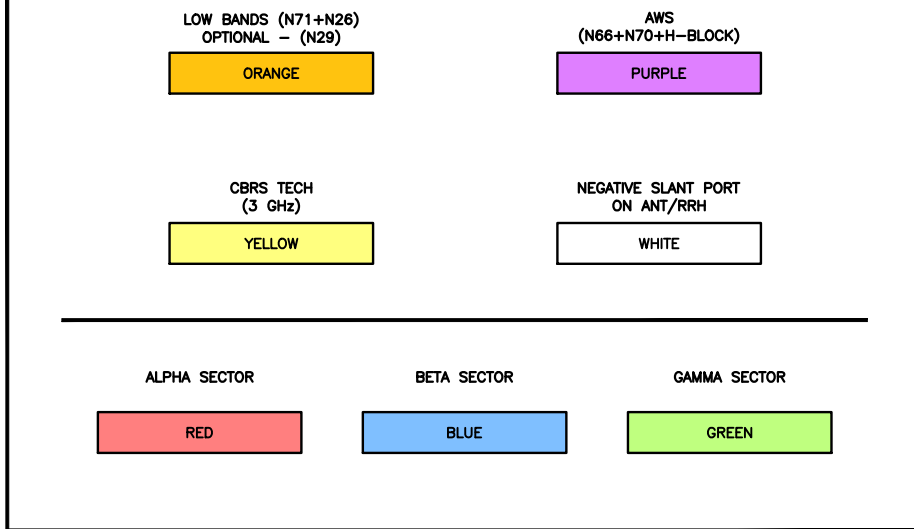 LOW BANDS (N71+N26)
OPTIONAL – (N29)
ORANGE
AWS
(N66+N70+H–BLOCK)
PURPLE
CBRS TECH
(3 GHz)
YELLOW
NEGATIVE SLANT PORT
ON ANT/RRH
WHITE
ALPHA SECTOR
RED
BETA SECTOR
BLUE
GAMMA SECTOR
GREEN